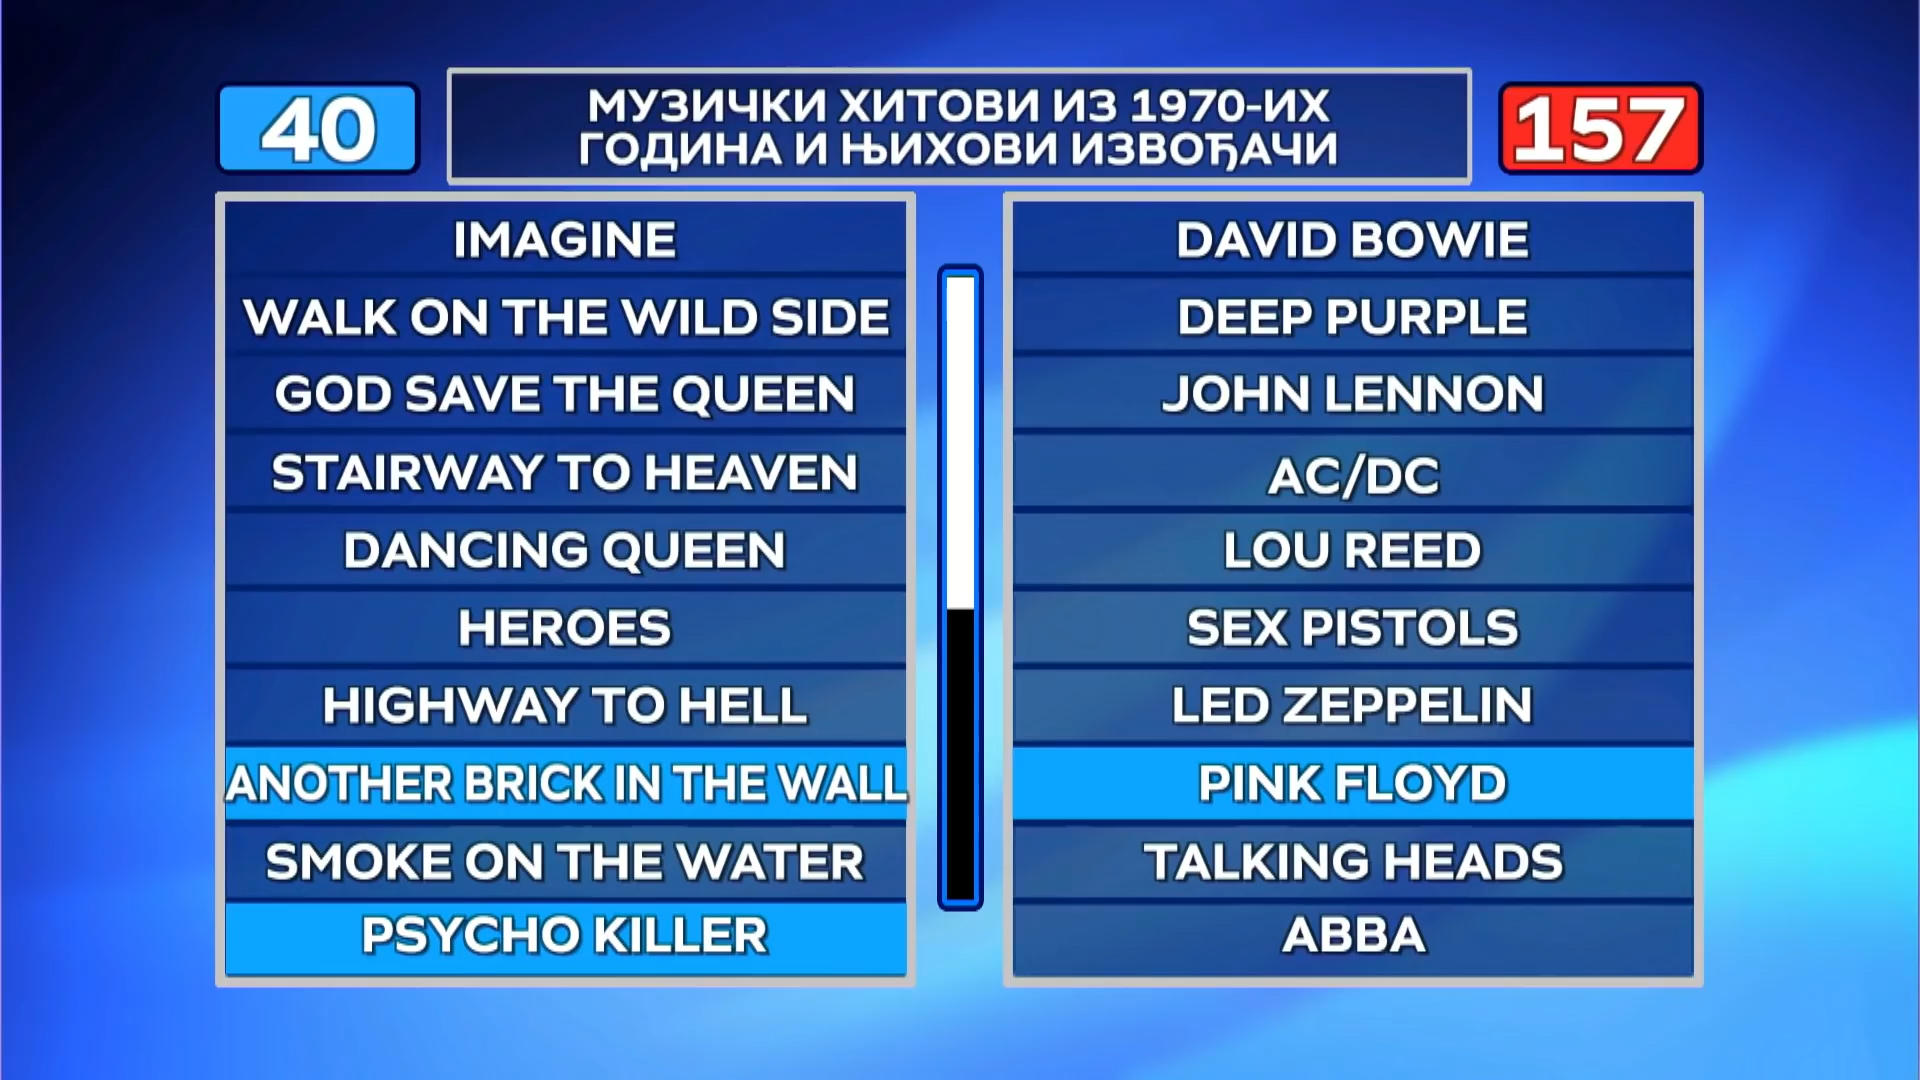 40
МУЗИЧКИ ХИТОВИ ИЗ 1970-ИХ
ГОДИНА И ЊИХОВИ ИЗВОЂАЧИ
157
IMAGINE
WALK ON THE WILD SIDE
GOD SAVE THE QUEEN
STAIRWAY TO HEAVEN
DANCING QUEEN
HEROES
HIGHWAY TO HELL
ANOTHER BRICK IN THE WALL
SMOKE ON THE WATER
PSYCHO KILLER
DAVID BOWIE
DEEP PURPLE
JOHN LENNON
AC/DC
LOU REED
SEX PISTOLS
LED ZEPPELIN
PINK FLOYD
TALKING HEADS
ABBA